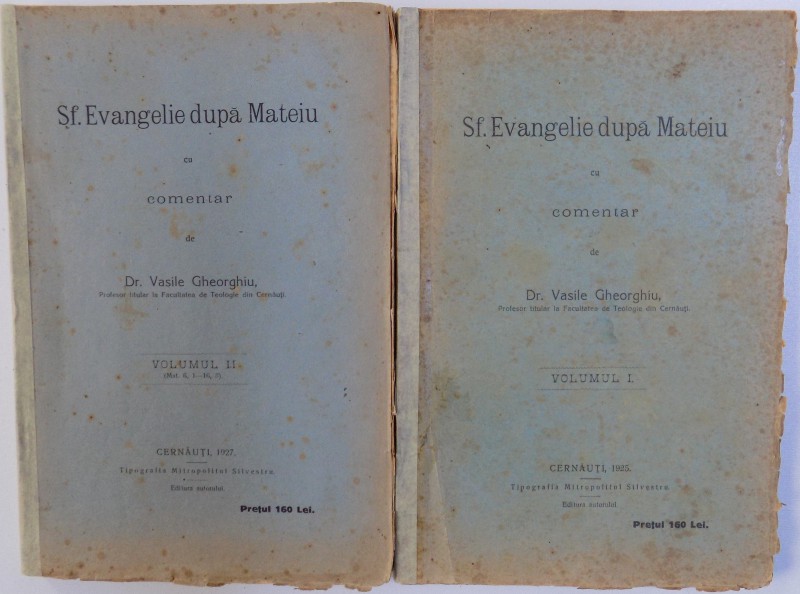 Sf. Evangelie după Mateiu
cu
comentar
de
Dr. Vasile Gheorghiu,
Profesor titular la Facultatea de Teologie din Cernăuți.
VOLUMUL II.
CERNĂUȚI, 1927.
Tipografia Mitropolitul Silvestru.
Editura autorului.
Prețul 160 Lei.
Sf. Evangelie după Mateiu
cu
comentar
de
Dr. Vasile Gheorghiu,
Profesor titular la Facultatea de Teologie din Cernăuți.
VOLUMUL I.
CERNĂUȚI, 1925.
Tipografia Mitropolitul Silvestru.
Editura autorului.
Prețul 160 Lei.